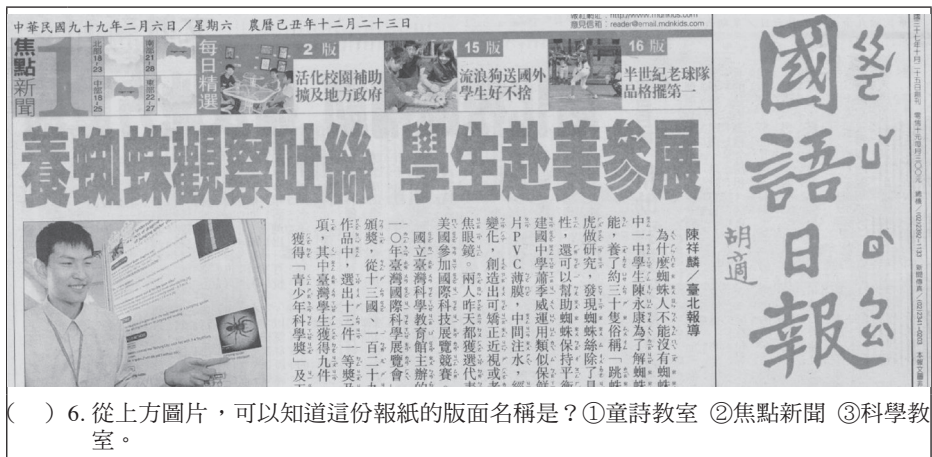 中華民國九十九年二月六日／星期六 農曆己丑年十二月二十三日
reader@email.mdnkids.com
焦點新聞
1
每日精選
2 版
活化校園補助
擴及地方政府
15 版
流浪狗送國外
學生好不捨
16 版
半世紀老球隊
品格擺第一
國語日報
胡適
養蜘蛛觀察吐絲 學生赴美參展
陳祥麟／臺北報導
為什麼蜘蛛人不能沒有蜘蛛
中一中學生陳永康為了解蜘蛛
能，養了約三十隻俗稱「跳蛛
虎做研究，發現蜘蛛絲除了具
性，還可以幫助蜘蛛保持平衡
建國中學蕭季威運用類似保鮮
片PVC薄膜，中間注水，經
變化，創造出可矯正近視或老
焦眼鏡。兩人昨天都獲選代表
美國參加國際科技展覽競賽
國立臺灣科學教育館主辦的
一○年臺灣國際科學展覽會
頒獎，從十三國、一百二十九
作品中，選出十三件一等獎及
項，其中臺灣學生獲得九件
獲得「青少年科學獎」及
（ ）6. 從上方圖片，可以知道這份報紙的版面名稱是？①童詩教室 ②焦點新聞 ③科學教
室。